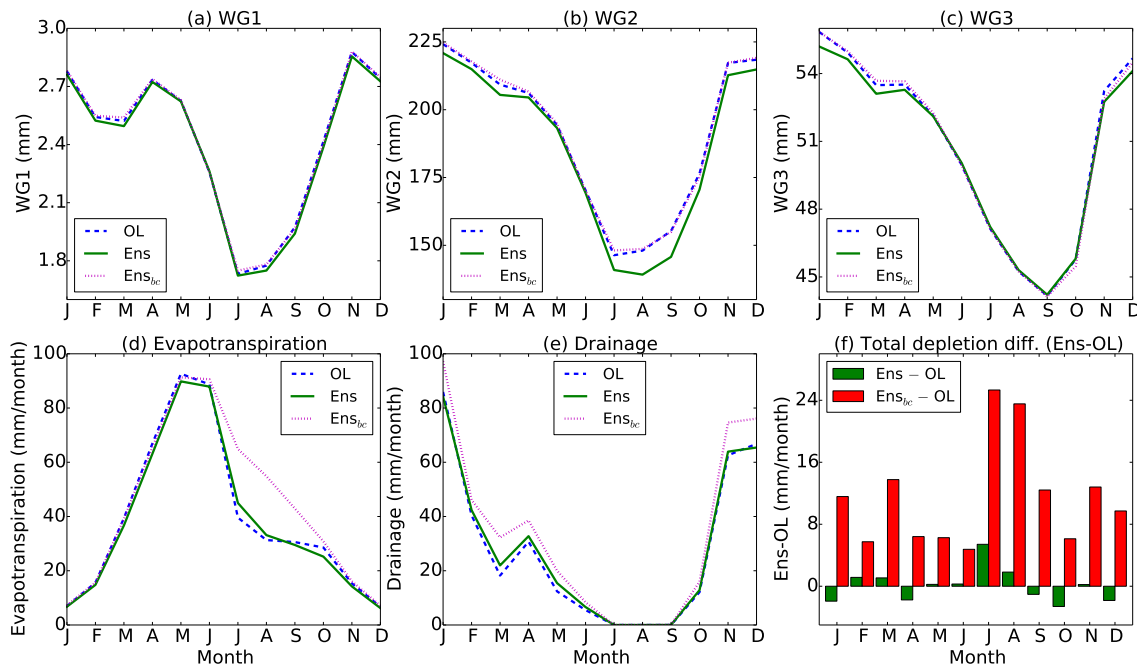 (a) WG1
WG1 (mm)
3.0
2.7
2.4
2.1
1.8
OL
Ens
Ens_bc
J F M A M J J A S O N D
(b) WG2
WG2 (mm)
225
200
175
150
OL
Ens
Ens_bc
J F M A M J J A S O N D
(c) WG3
WG3 (mm)
54
51
48
45
OL
Ens
Ens_bc
J F M A M J J A S O N D
(d) Evapotranspiration
Evapotranspiration (mm/month)
100
80
60
40
20
0
OL
Ens
Ens_bc
J F M A M J J A S O N D
Month
(e) Drainage
Drainage (mm/month)
100
80
60
40
20
0
OL
Ens
Ens_bc
J F M A M J J A S O N D
Month
(f) Total depletion diff. (Ens-OL)
Ens-OL (mm/month)
24
16
8
0
Ens − OL
Ens_bc − OL
J F M A M J J A S O N D
Month